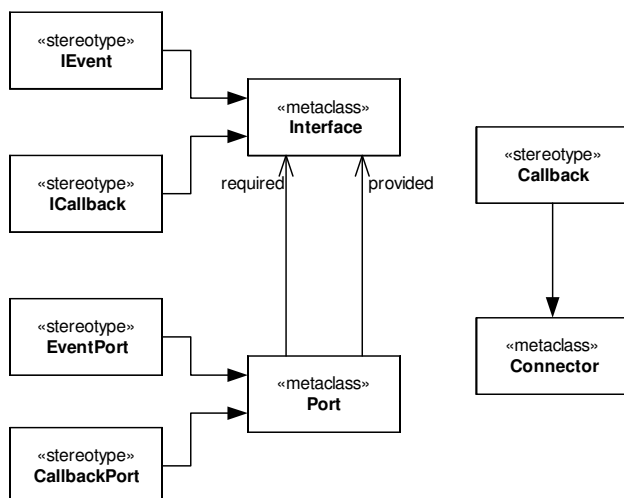 «stereotype»
IEvent
«metaclass»
Interface
«stereotype»
ICallback
required
provided
«stereotype»
Callback
«stereotype»
EventPort
«metaclass»
Port
«metaclass»
Connector
«stereotype»
CallbackPort